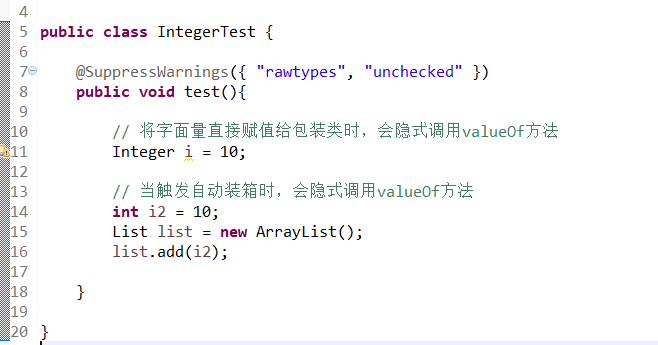 4
5 public class IntegerTest {
6
7 @SuppressWarnings({ "rawtypes", "unchecked" })
8 public void test(){
9
10 // 将字面量直接赋值给包装类时，会隐式调用valueOf方法
11 Integer i = 10;
12
13 // 当触发自动装箱时，会隐式调用valueOf方法
14 int i2 = 10;
15 List list = new ArrayList();
16 list.add(i2);
17
18 }
19
20 }